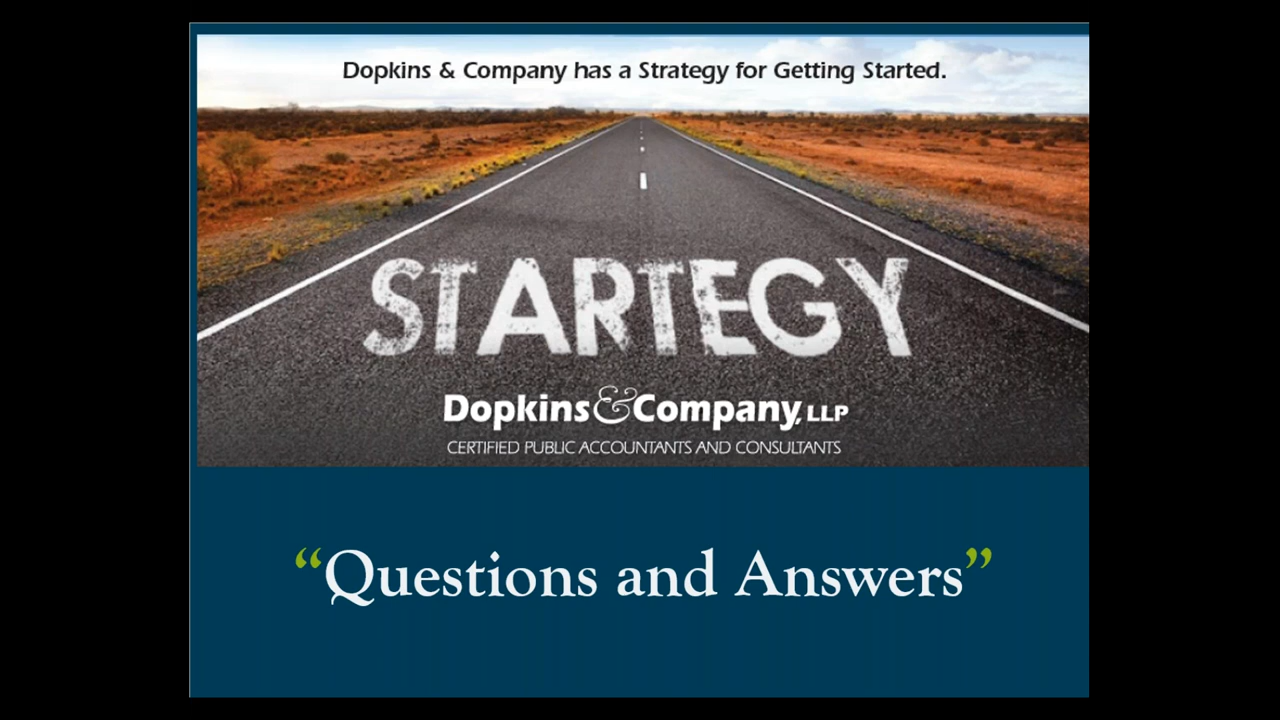 Dopkins & Company has a Strategy for Getting Started.
STARTEGY
Dopkins & Company, LLP
CERTIFIED PUBLIC ACCOUNTANTS AND CONSULTANTS
“Questions and Answers”